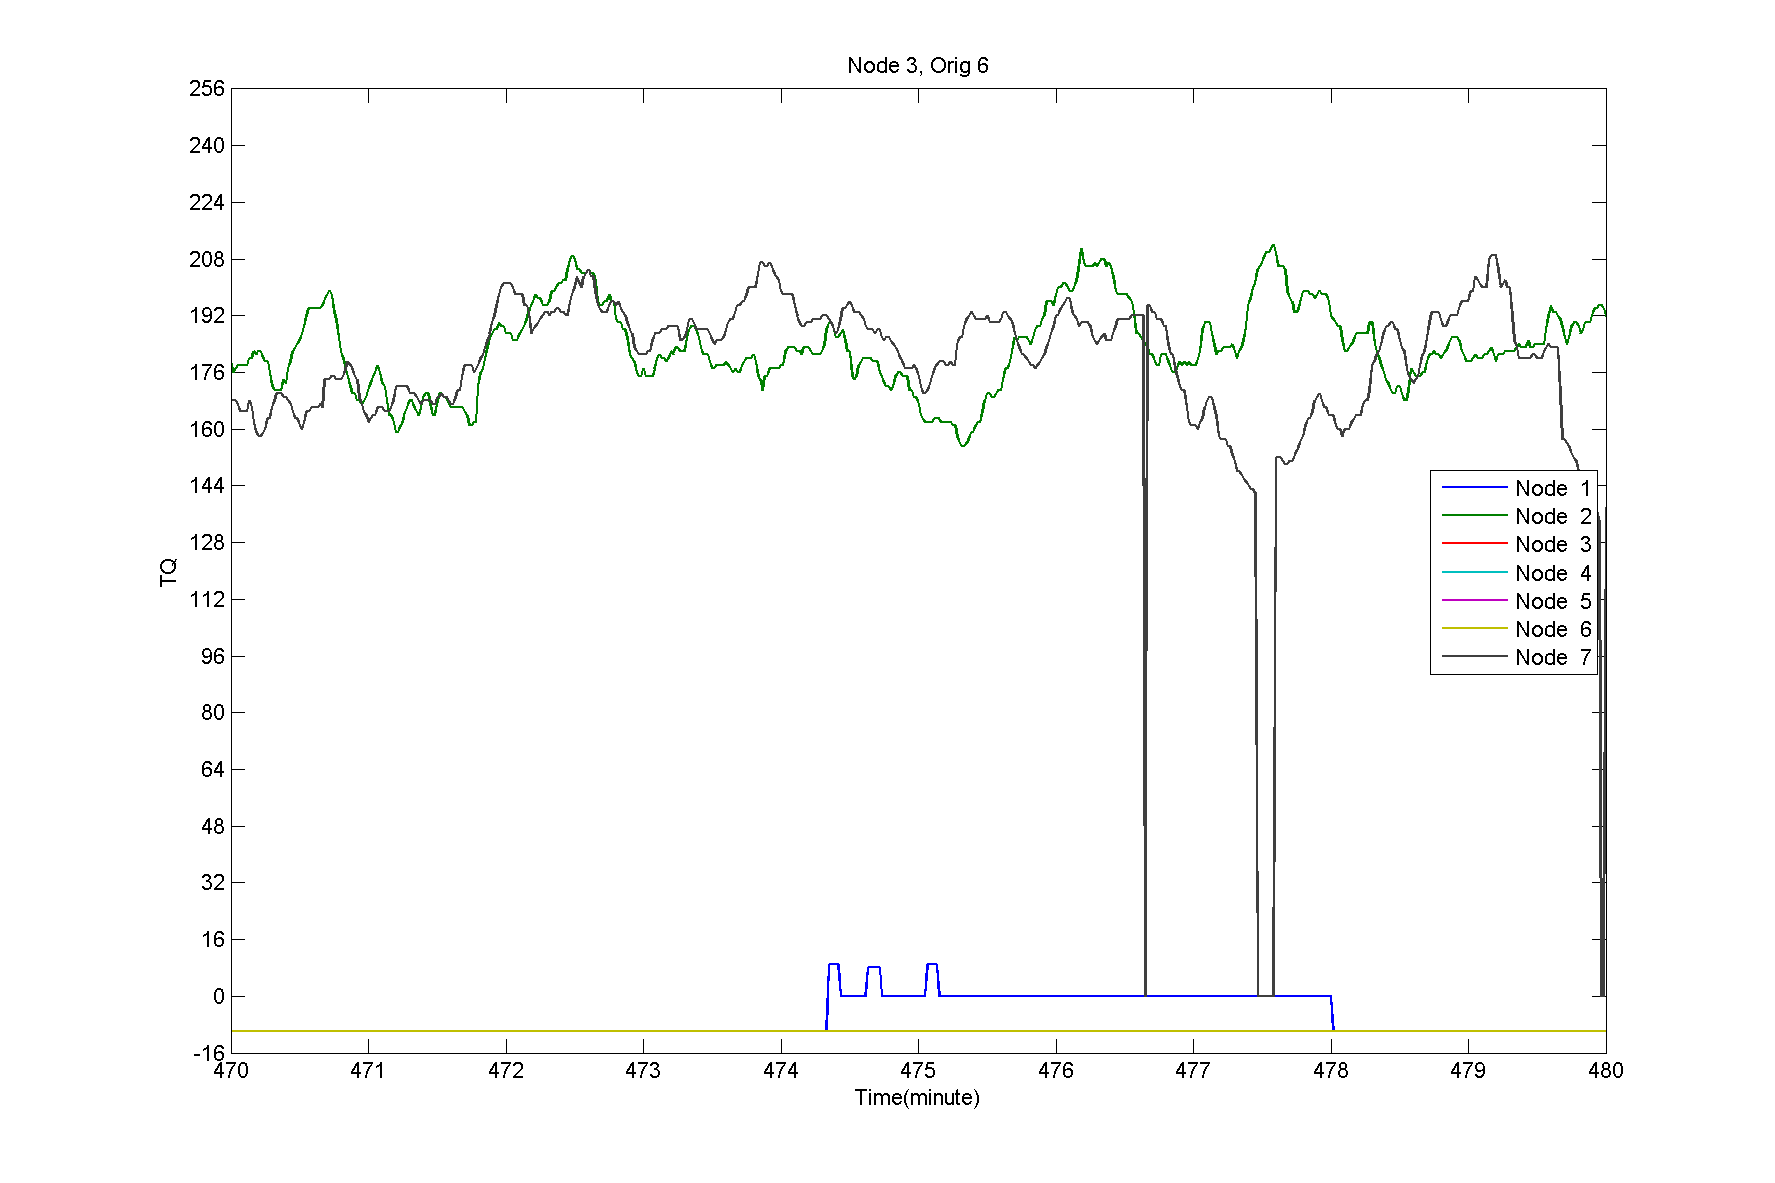 Node 3, Orig 6
256
240
224
208
192
176
160
144
128
112
96
80
64
48
32
16
0
-16
TQ
Node 1
Node 2
Node 3
Node 4
Node 5
Node 6
Node 7
470 471 472 473 474 475 476 477 478 479 480
Time(minute)